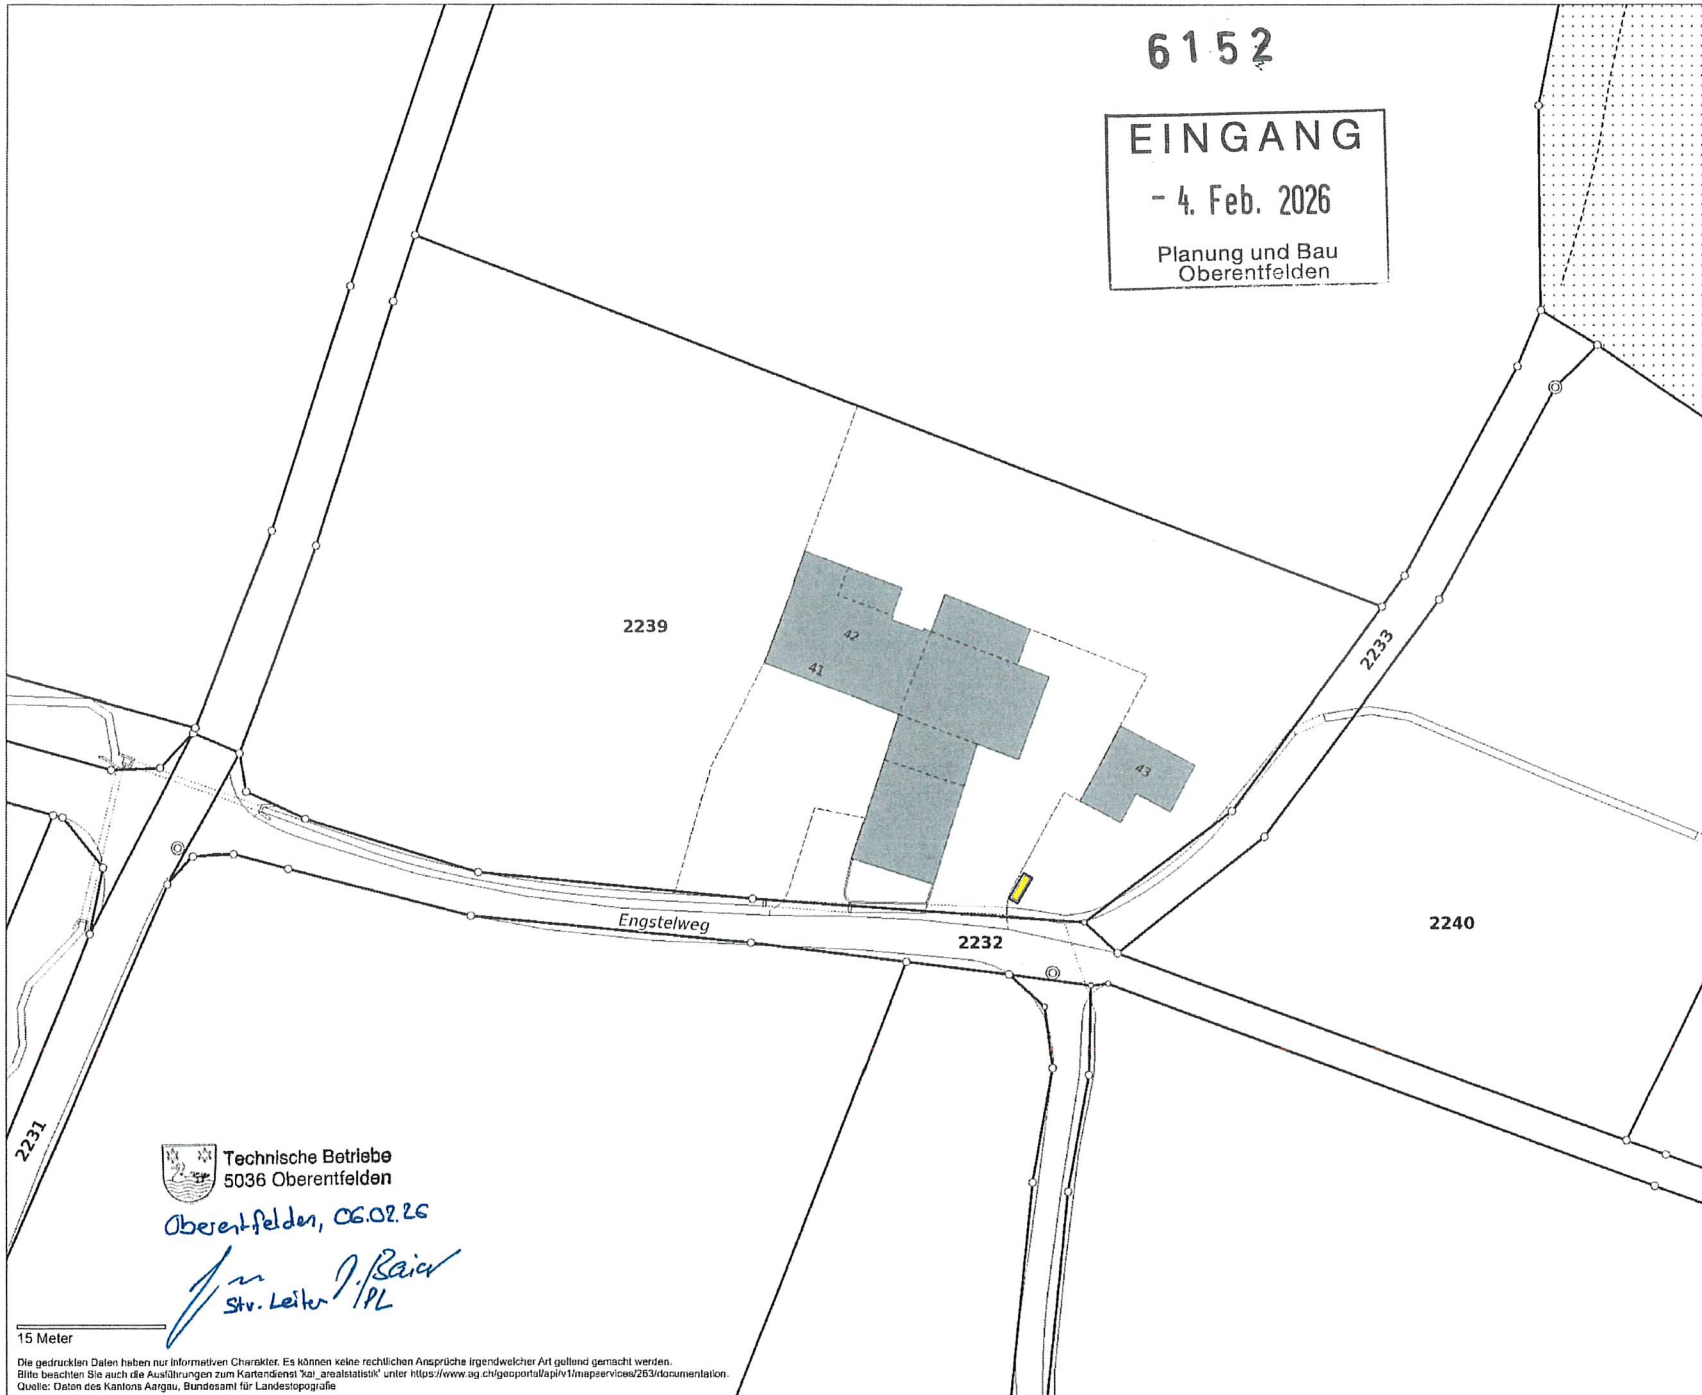 6152
EINGANG
- 4. Feb. 2026
Planung und Bau
Oberentfelden
2239
42
41
2233
43
Engstelweg
2232
2240
2231
Technische Betriebe
5036 Oberentfelden
Oberentfelden, 06.02.26
J. Baier
Stv. Leiter PL
15 Meter
Die gedruckten Daten haben nur informativen Charakter. Es können keine rechtlichen Ansprüche irgendwelcher Art geltend gemacht werden.
Bitte beachten Sie auch die Ausführungen zum Kartendienst 'kai_arealstatistik' unter https://www.ag.ch/geoportal/api/v1/mapservices/263/documentation.
Quelle: Daten des Kantons Aargau, Bundesamt für Landestopografie